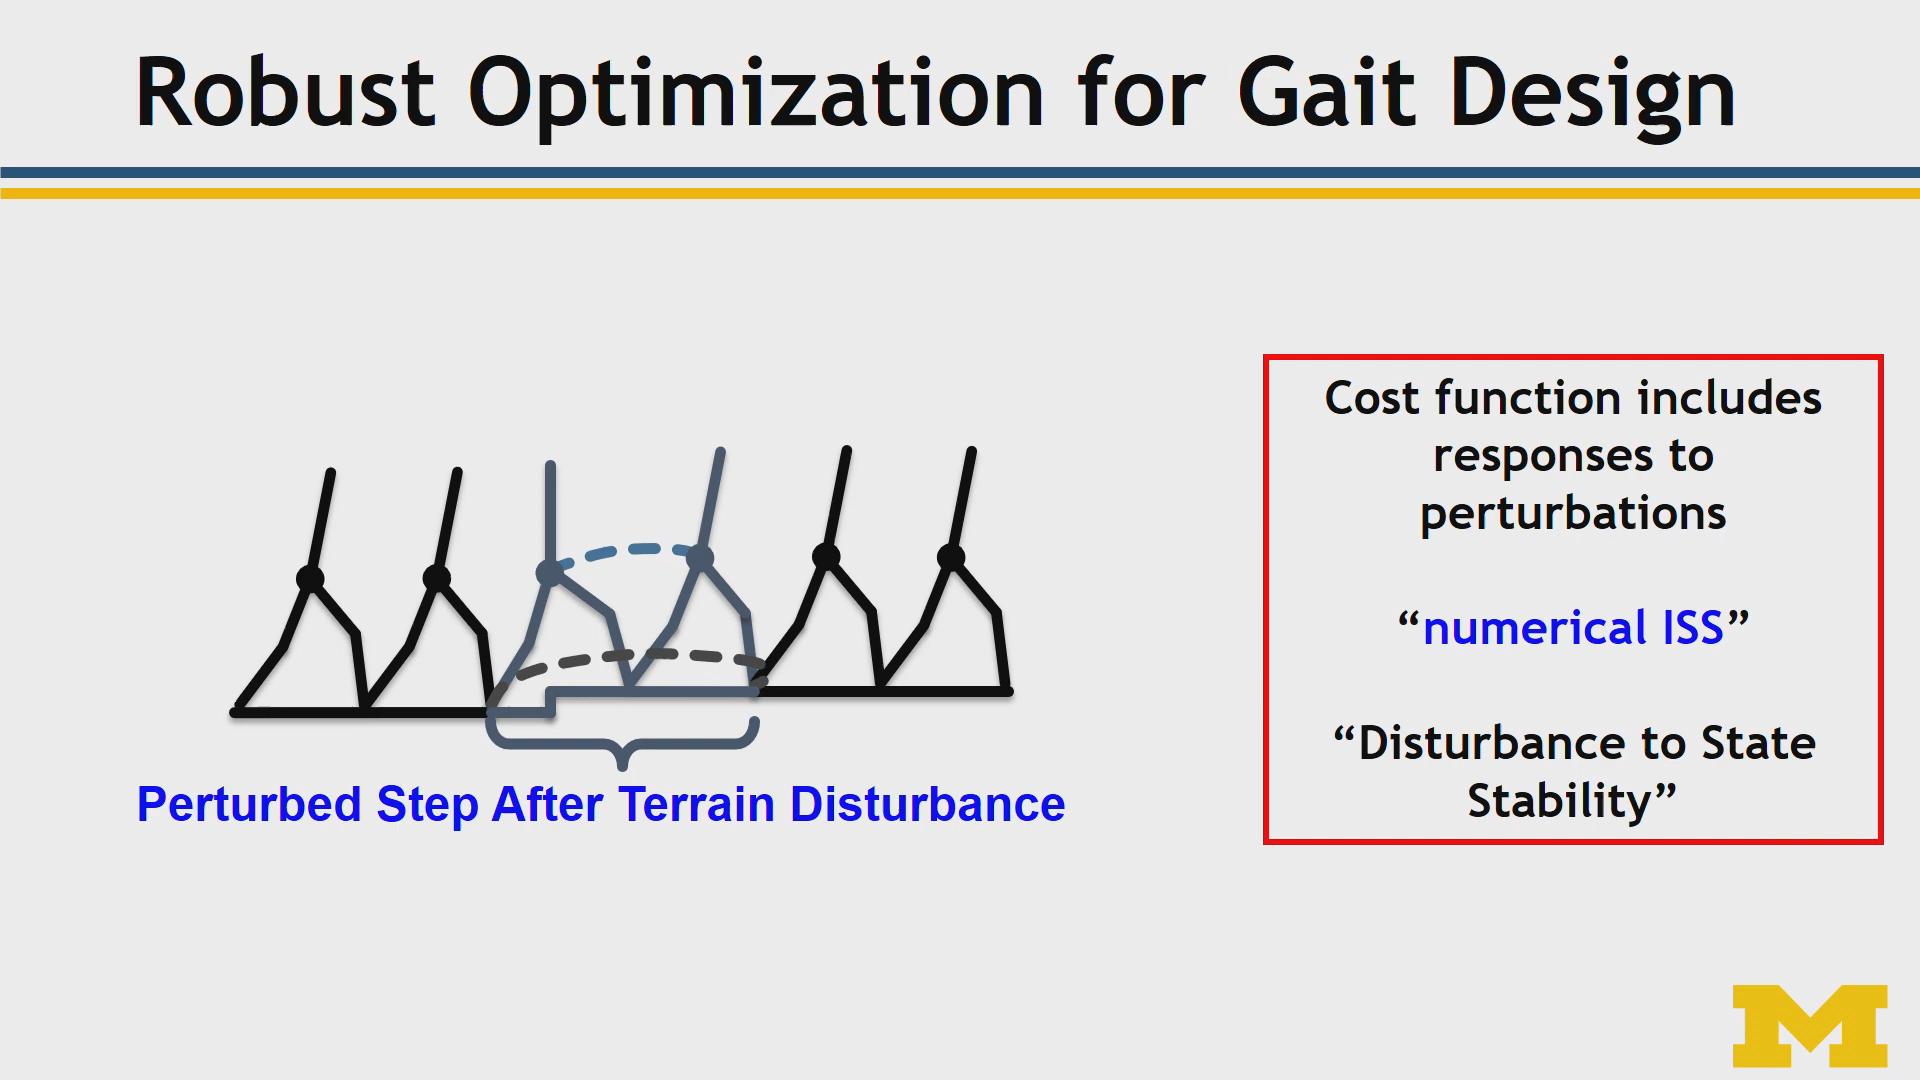 Robust Optimization for Gait Design
Cost function includes
responses to
perturbations
“numerical ISS”
“Disturbance to State
Stability”
Perturbed Step After Terrain Disturbance
M